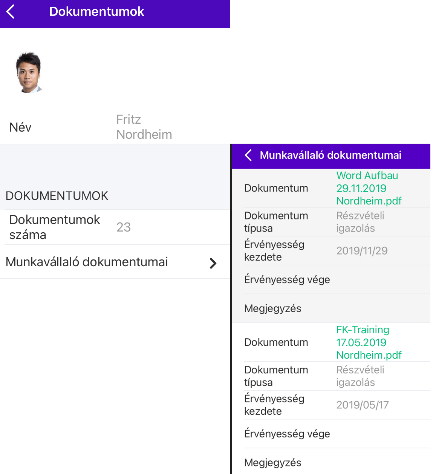 Dokumentumok
Név
Fritz
Nordheim
DOKUMENTUMOK
Dokumentumok
száma
23
Munkavállaló dokumentumai
Munkavállaló dokumentumai
Dokumentum
Word Aufbau
29.11.2019
Nordheim.pdf
Dokumentum
típusa
Részvételi
igazolás
Érvényesség
kezdete
2019/11/29
Érvényesség vége
Megjegyzés
Dokumentum
FK-Training
17.05.2019
Nordheim.pdf
Dokumentum
típusa
Részvételi
igazolás
Érvényesség
kezdete
2019/05/17
Érvényesség vége
Megjegyzés